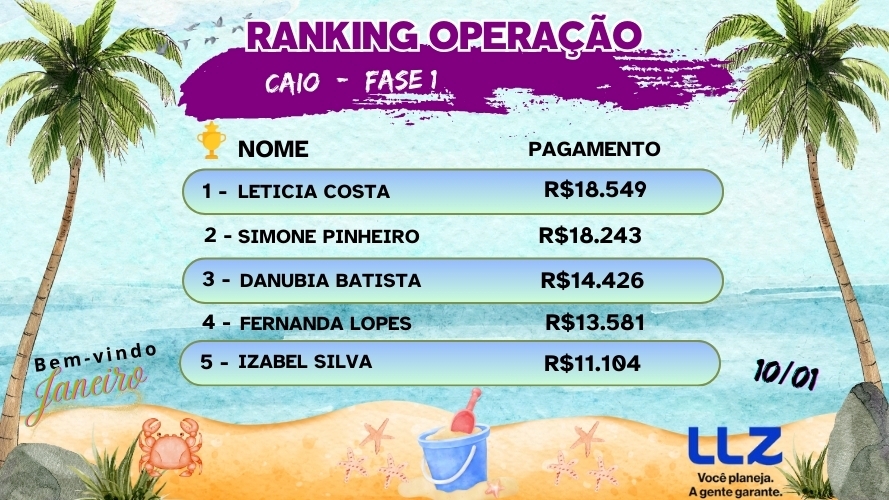 RANKING OPERAÇÃO
CAIO - FASE 1
NOME PAGAMENTO
1 - LETICIA COSTA R$18.549
2 - SIMONE PINHEIRO R$18.243
3 - DANUBIA BATISTA R$14.426
4 - FERNANDA LOPES R$13.581
5 - IZABEL SILVA R$11.104
Bem-vindo
Janeiro
10/01
LLZ
Você planeja.
A gente garante.